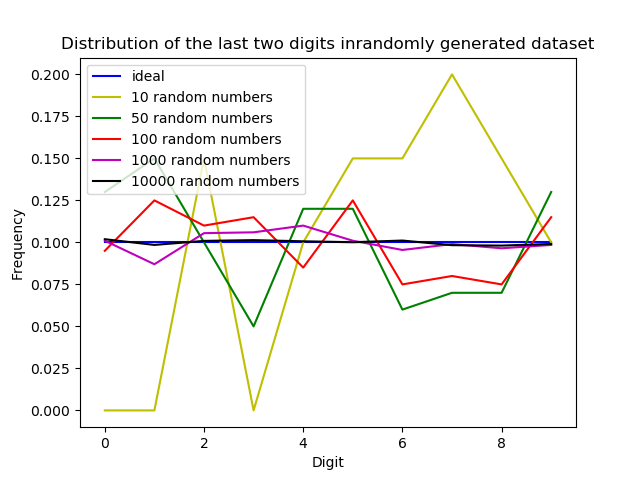 Distribution of the last two digits inrandomly generated dataset
ideal
10 random numbers
50 random numbers
100 random numbers
1000 random numbers
10000 random numbers
0.200
0.175
0.150
0.125
0.100
0.075
0.050
0.025
0.000
Frequency
0 2 4 6 8
Digit